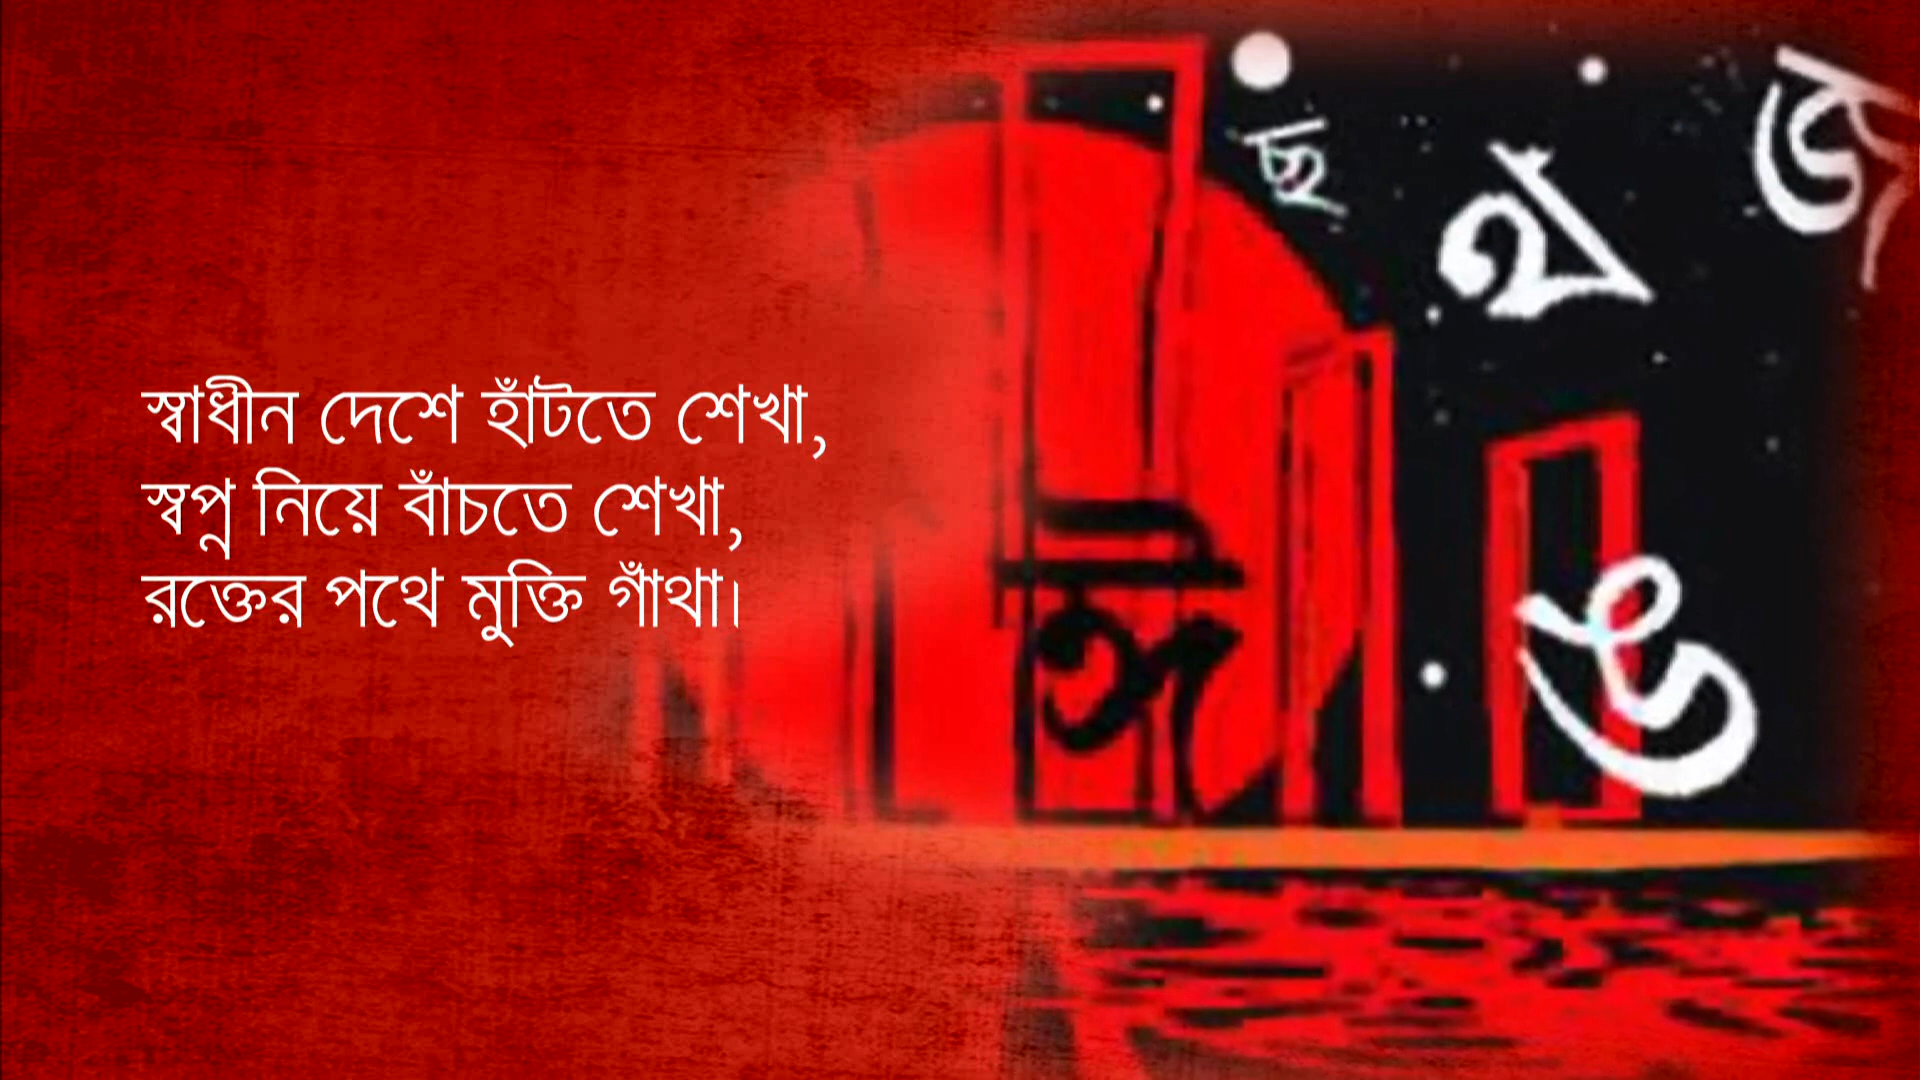 স্বাধীন দেশে হাঁটতে শেখা,
স্বপ্ন নিয়ে বাঁচতে শেখা,
রক্তের পথে মুক্তি গাঁথা।
ছ
থ
জ
ঙ